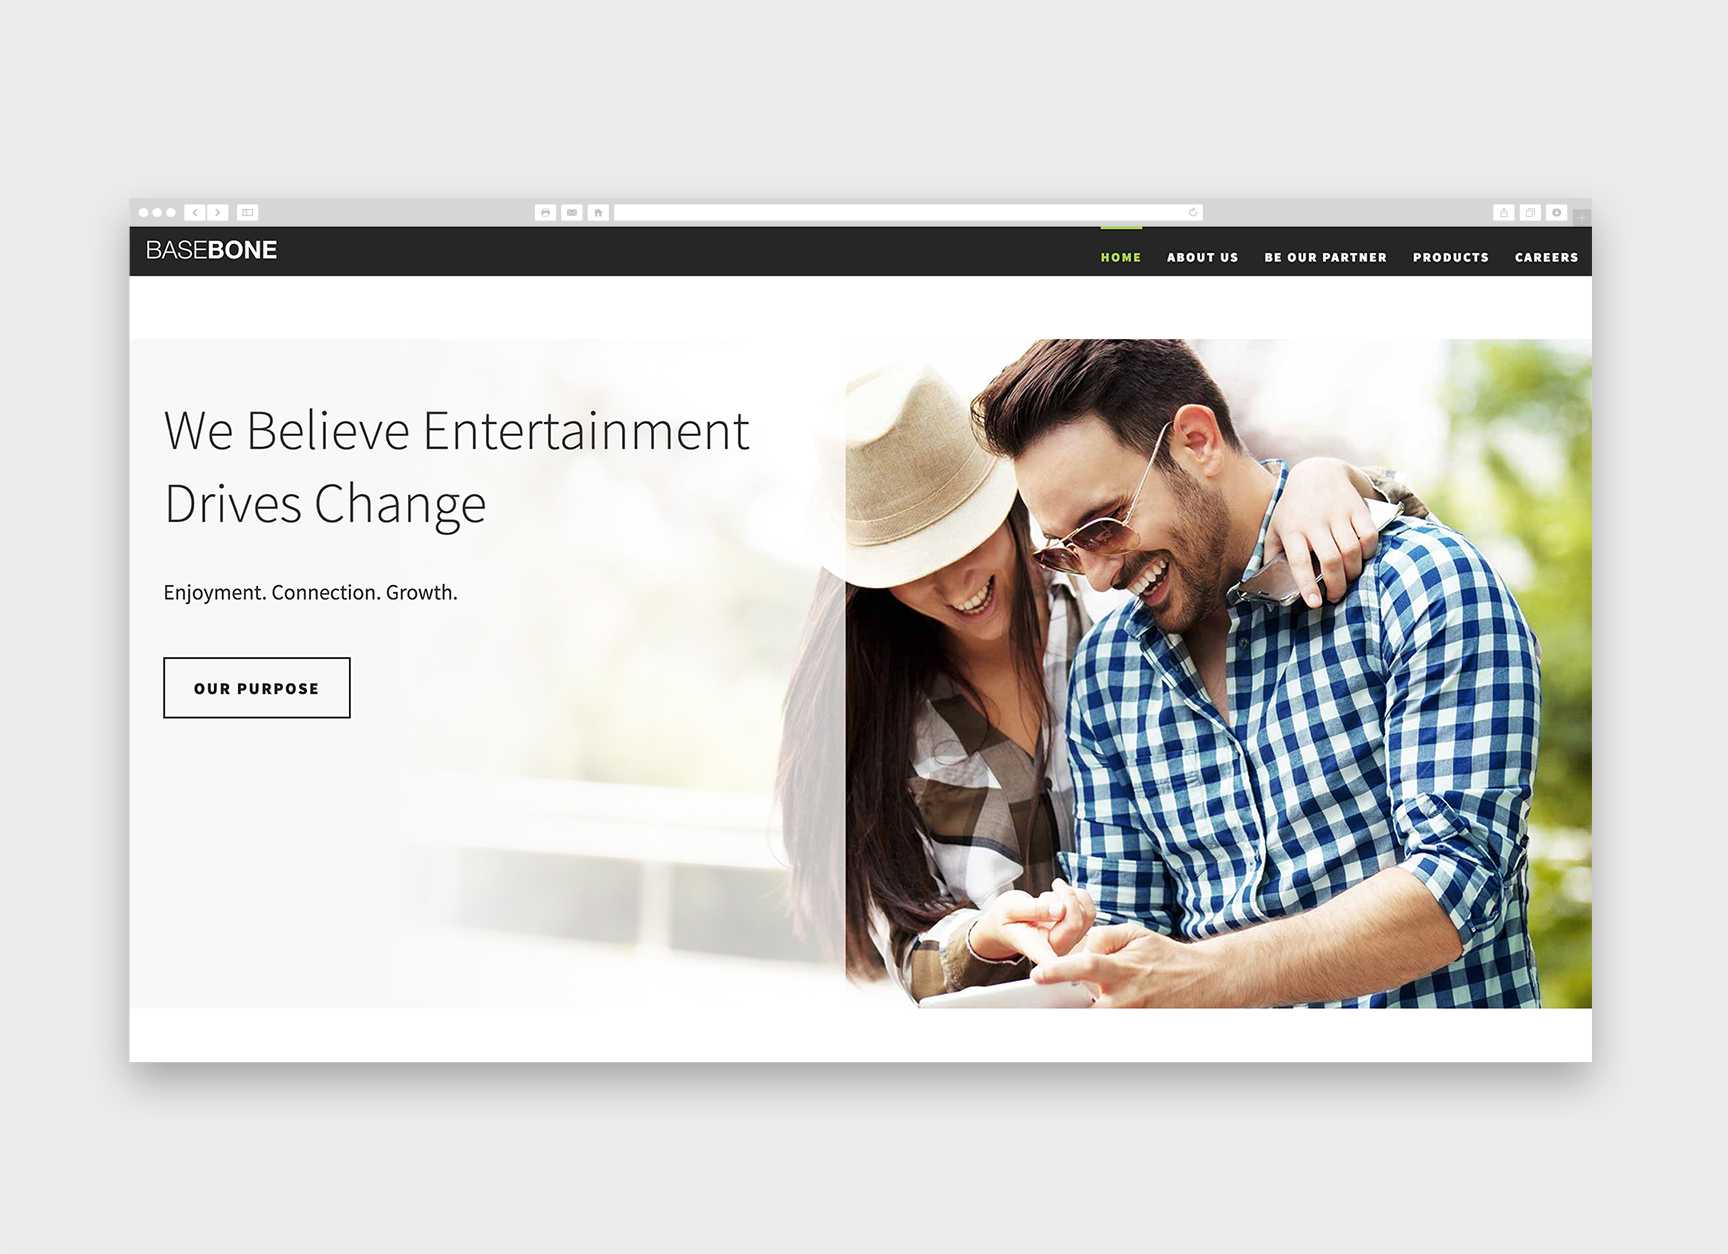 BASEBONE
HOME ABOUT US BE OUR PARTNER PRODUCTS CAREERS
We Believe Entertainment
Drives Change
Enjoyment. Connection. Growth.
OUR PURPOSE